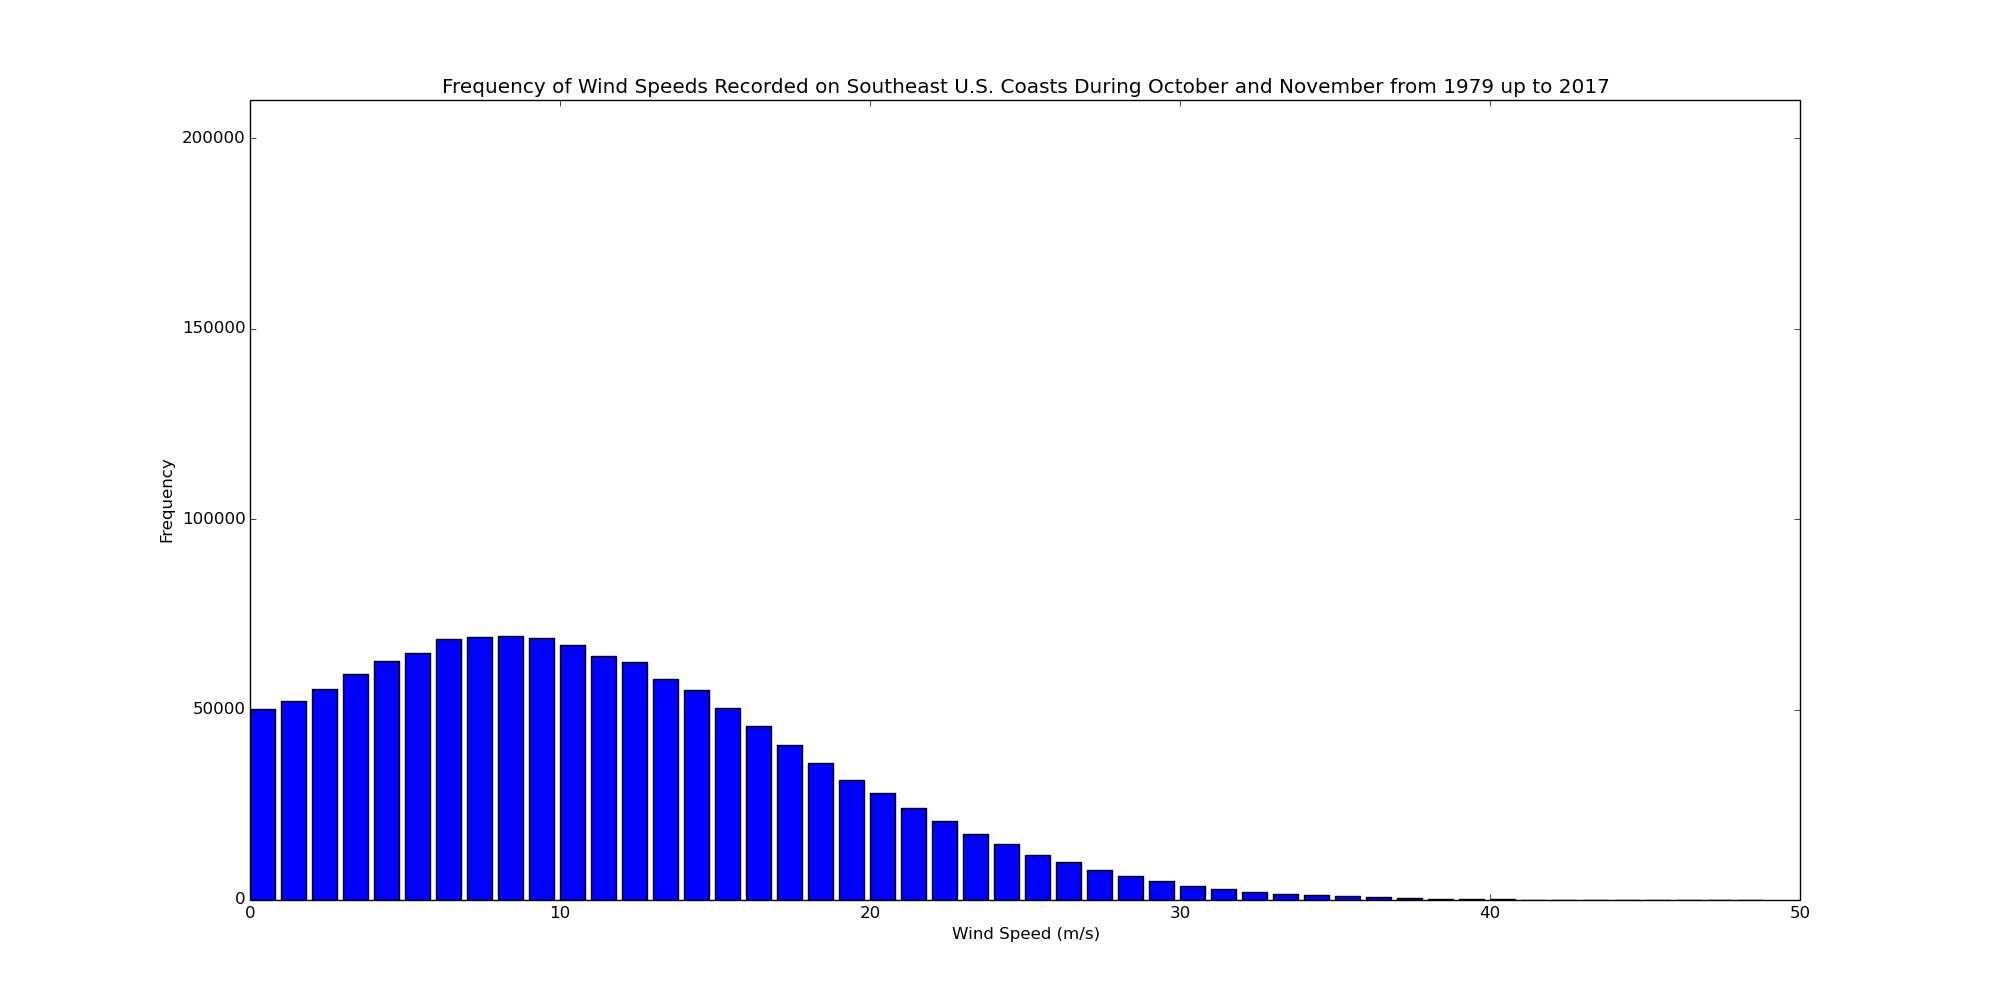 Frequency of Wind Speeds Recorded on Southeast U.S. Coasts During October and November from 1979 up to 2017
200000
150000
100000
50000
0
Frequency
0 10 20 30 40 50
Wind Speed (m/s)